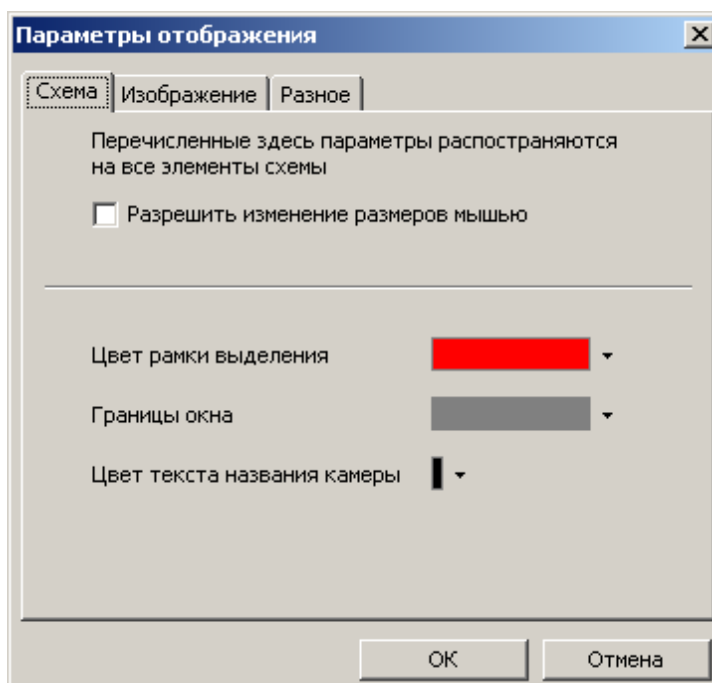 Параметры отображения
Схема Изображение Разное
Перечисленные здесь параметры распостраняются
на все элементы схемы
Разрешить изменение размеров мышью
Цвет рамки выделения
Границы окна
Цвет текста названия камеры
ОК Отмена